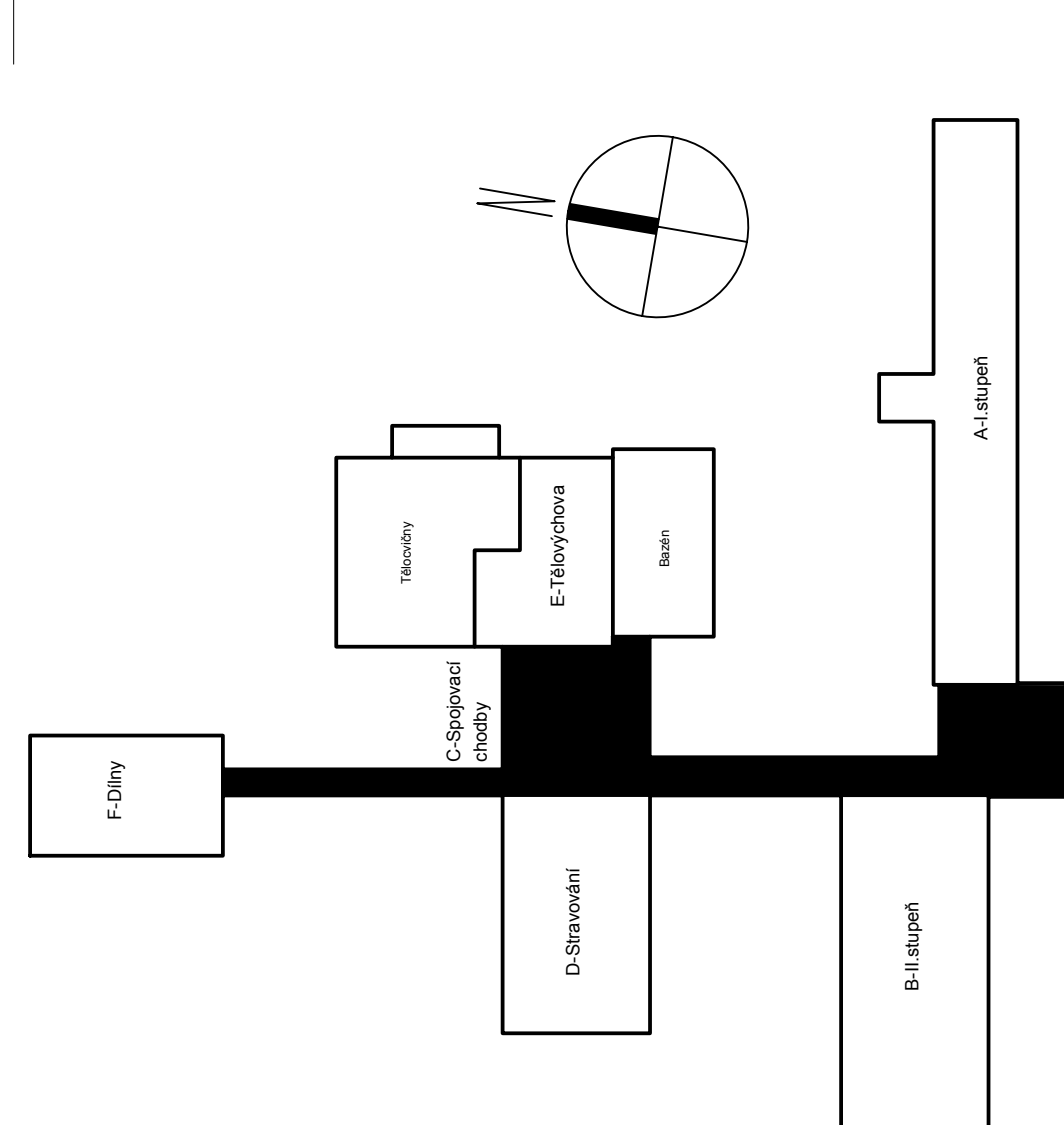 A-I.stupeň
Tělocvičny
E-Tělovýchova
Bazén
C-Spojovací
chodby
F-Dílny
D-Stravování
B-II.stupeň
N